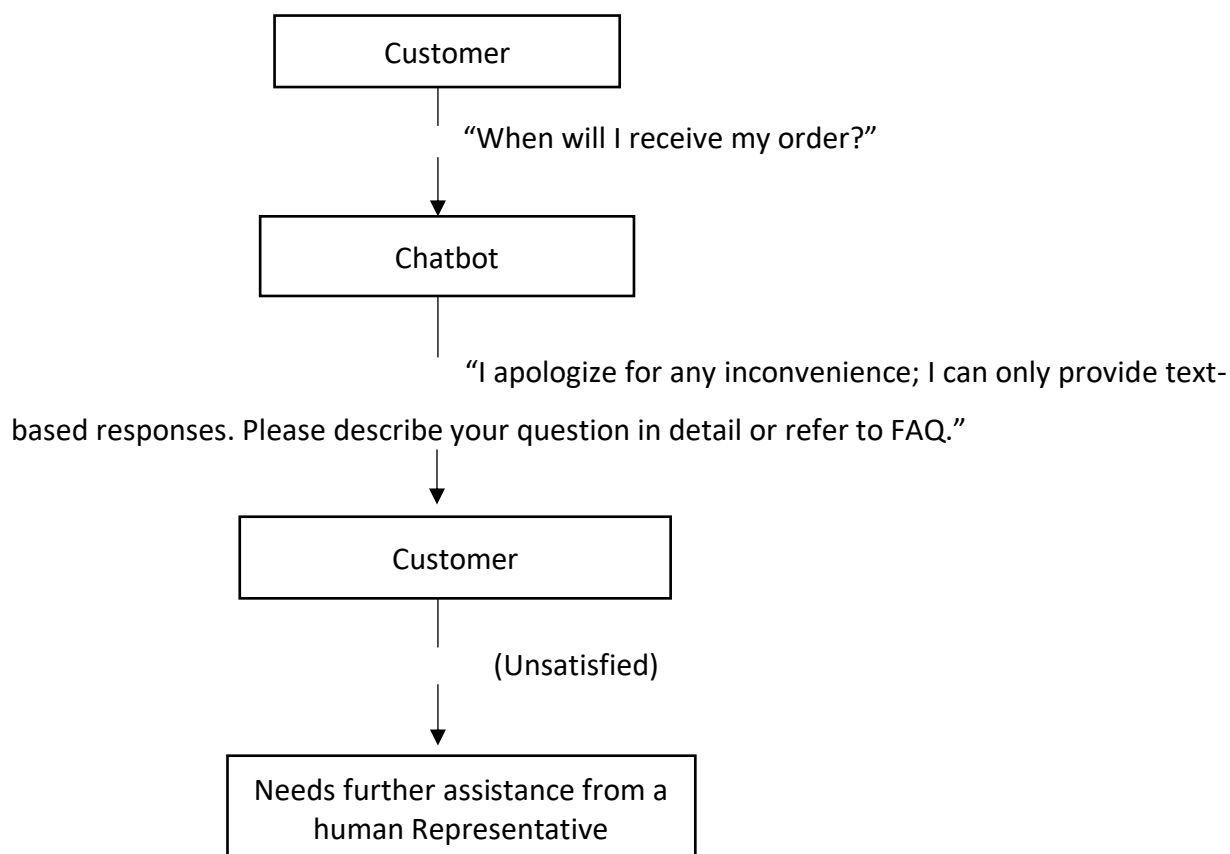 Customer
“When will I receive my order?”
Chatbot
“I apologize for any inconvenience; I can only provide text-
based responses. Please describe your question in detail or refer to FAQ.”
Customer
(Unsatisfied)
Needs further assistance from a
human Representative